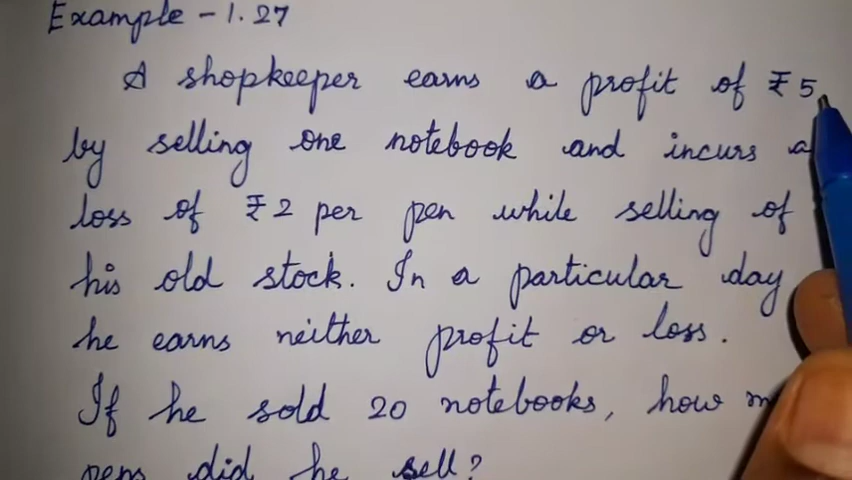 Example - 1.27
A shopkeeper earns a profit of ₹5
by selling one notebook and incurs a
loss of ₹2 per pen while selling of
his old stock. In a particular day
he earns neither profit or loss.
If he sold 20 notebooks, how
pens did he sell?